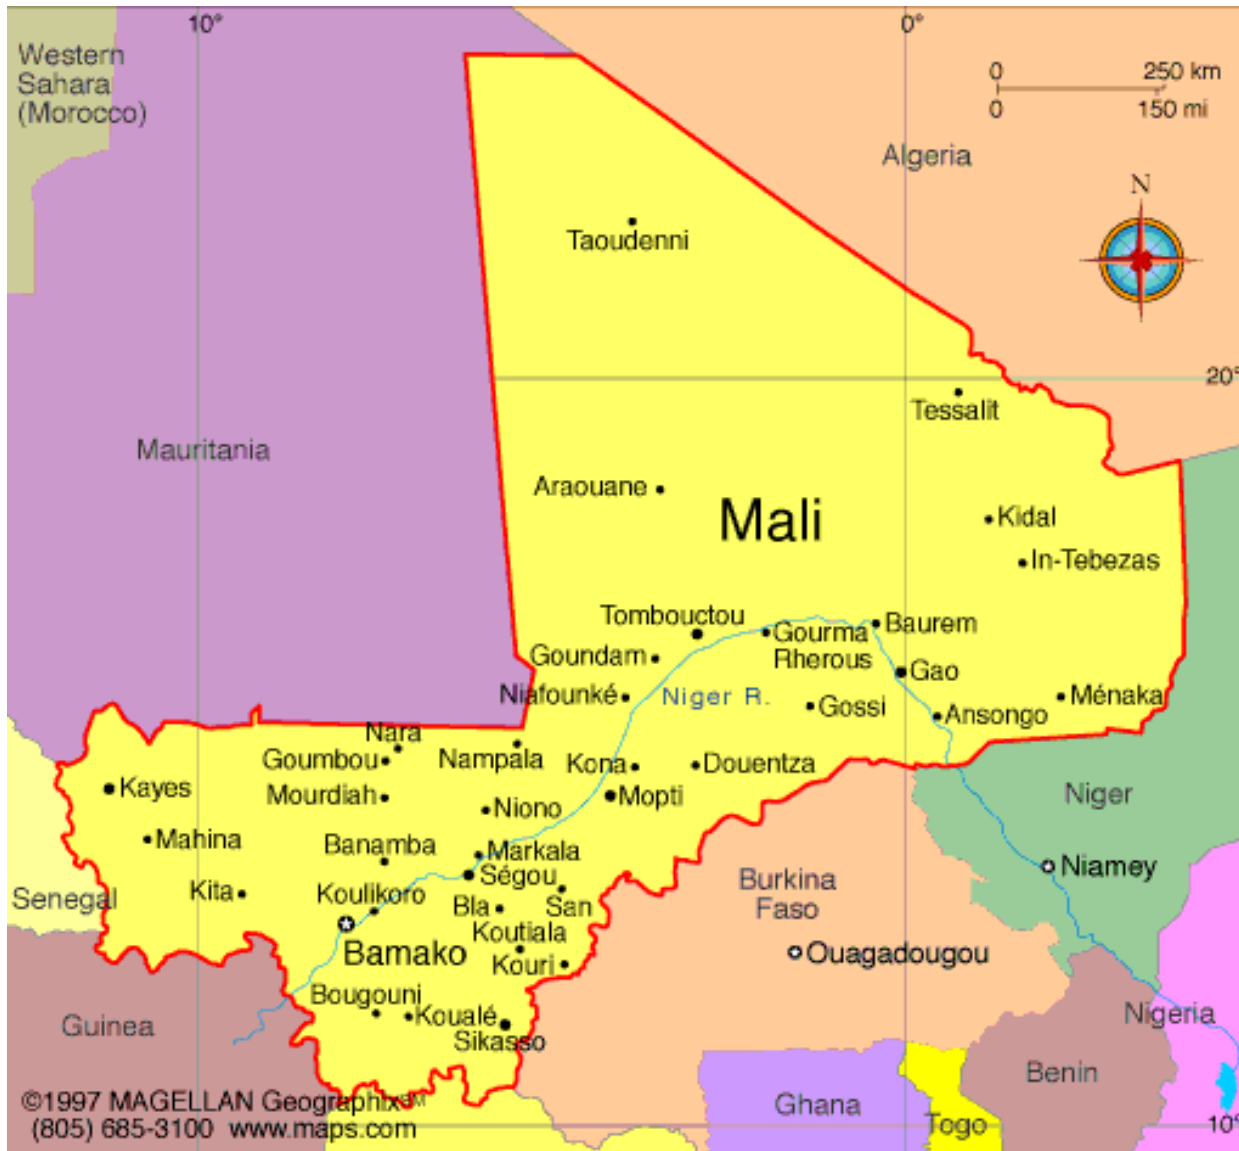 10°
0°
Western
Sahara
(Morocco)
0 250 km
0 150 mi
Algeria
N
Taoudenni
20°
Tessalit
Mauritania
Araouane
Mali
Kidal
In-Tebezas
Tombouctou
Gourma
Rherous
Baurem
Goundam
Gao
Niafounké
Niger R.
Gossi
Ménaka
Ansongo
Nara
Goumbou
Nampala
Kona
Douentza
Kayes
Mourdiah
Niono
Mopti
Niger
Mahina
Banamba
Markala
Ségou
Niamey
Senegal
Kita
Koulikoro
Bla
San
Burkina
Faso
Bamako
Koutiala
Kouri
Ouagadougou
Bougouni
Koualé
Sikasso
Guinea
Nigeria
Benin
©1997 MAGELLAN Geographix℠
(805) 685-3100 www.maps.com
Ghana
Togo
10°